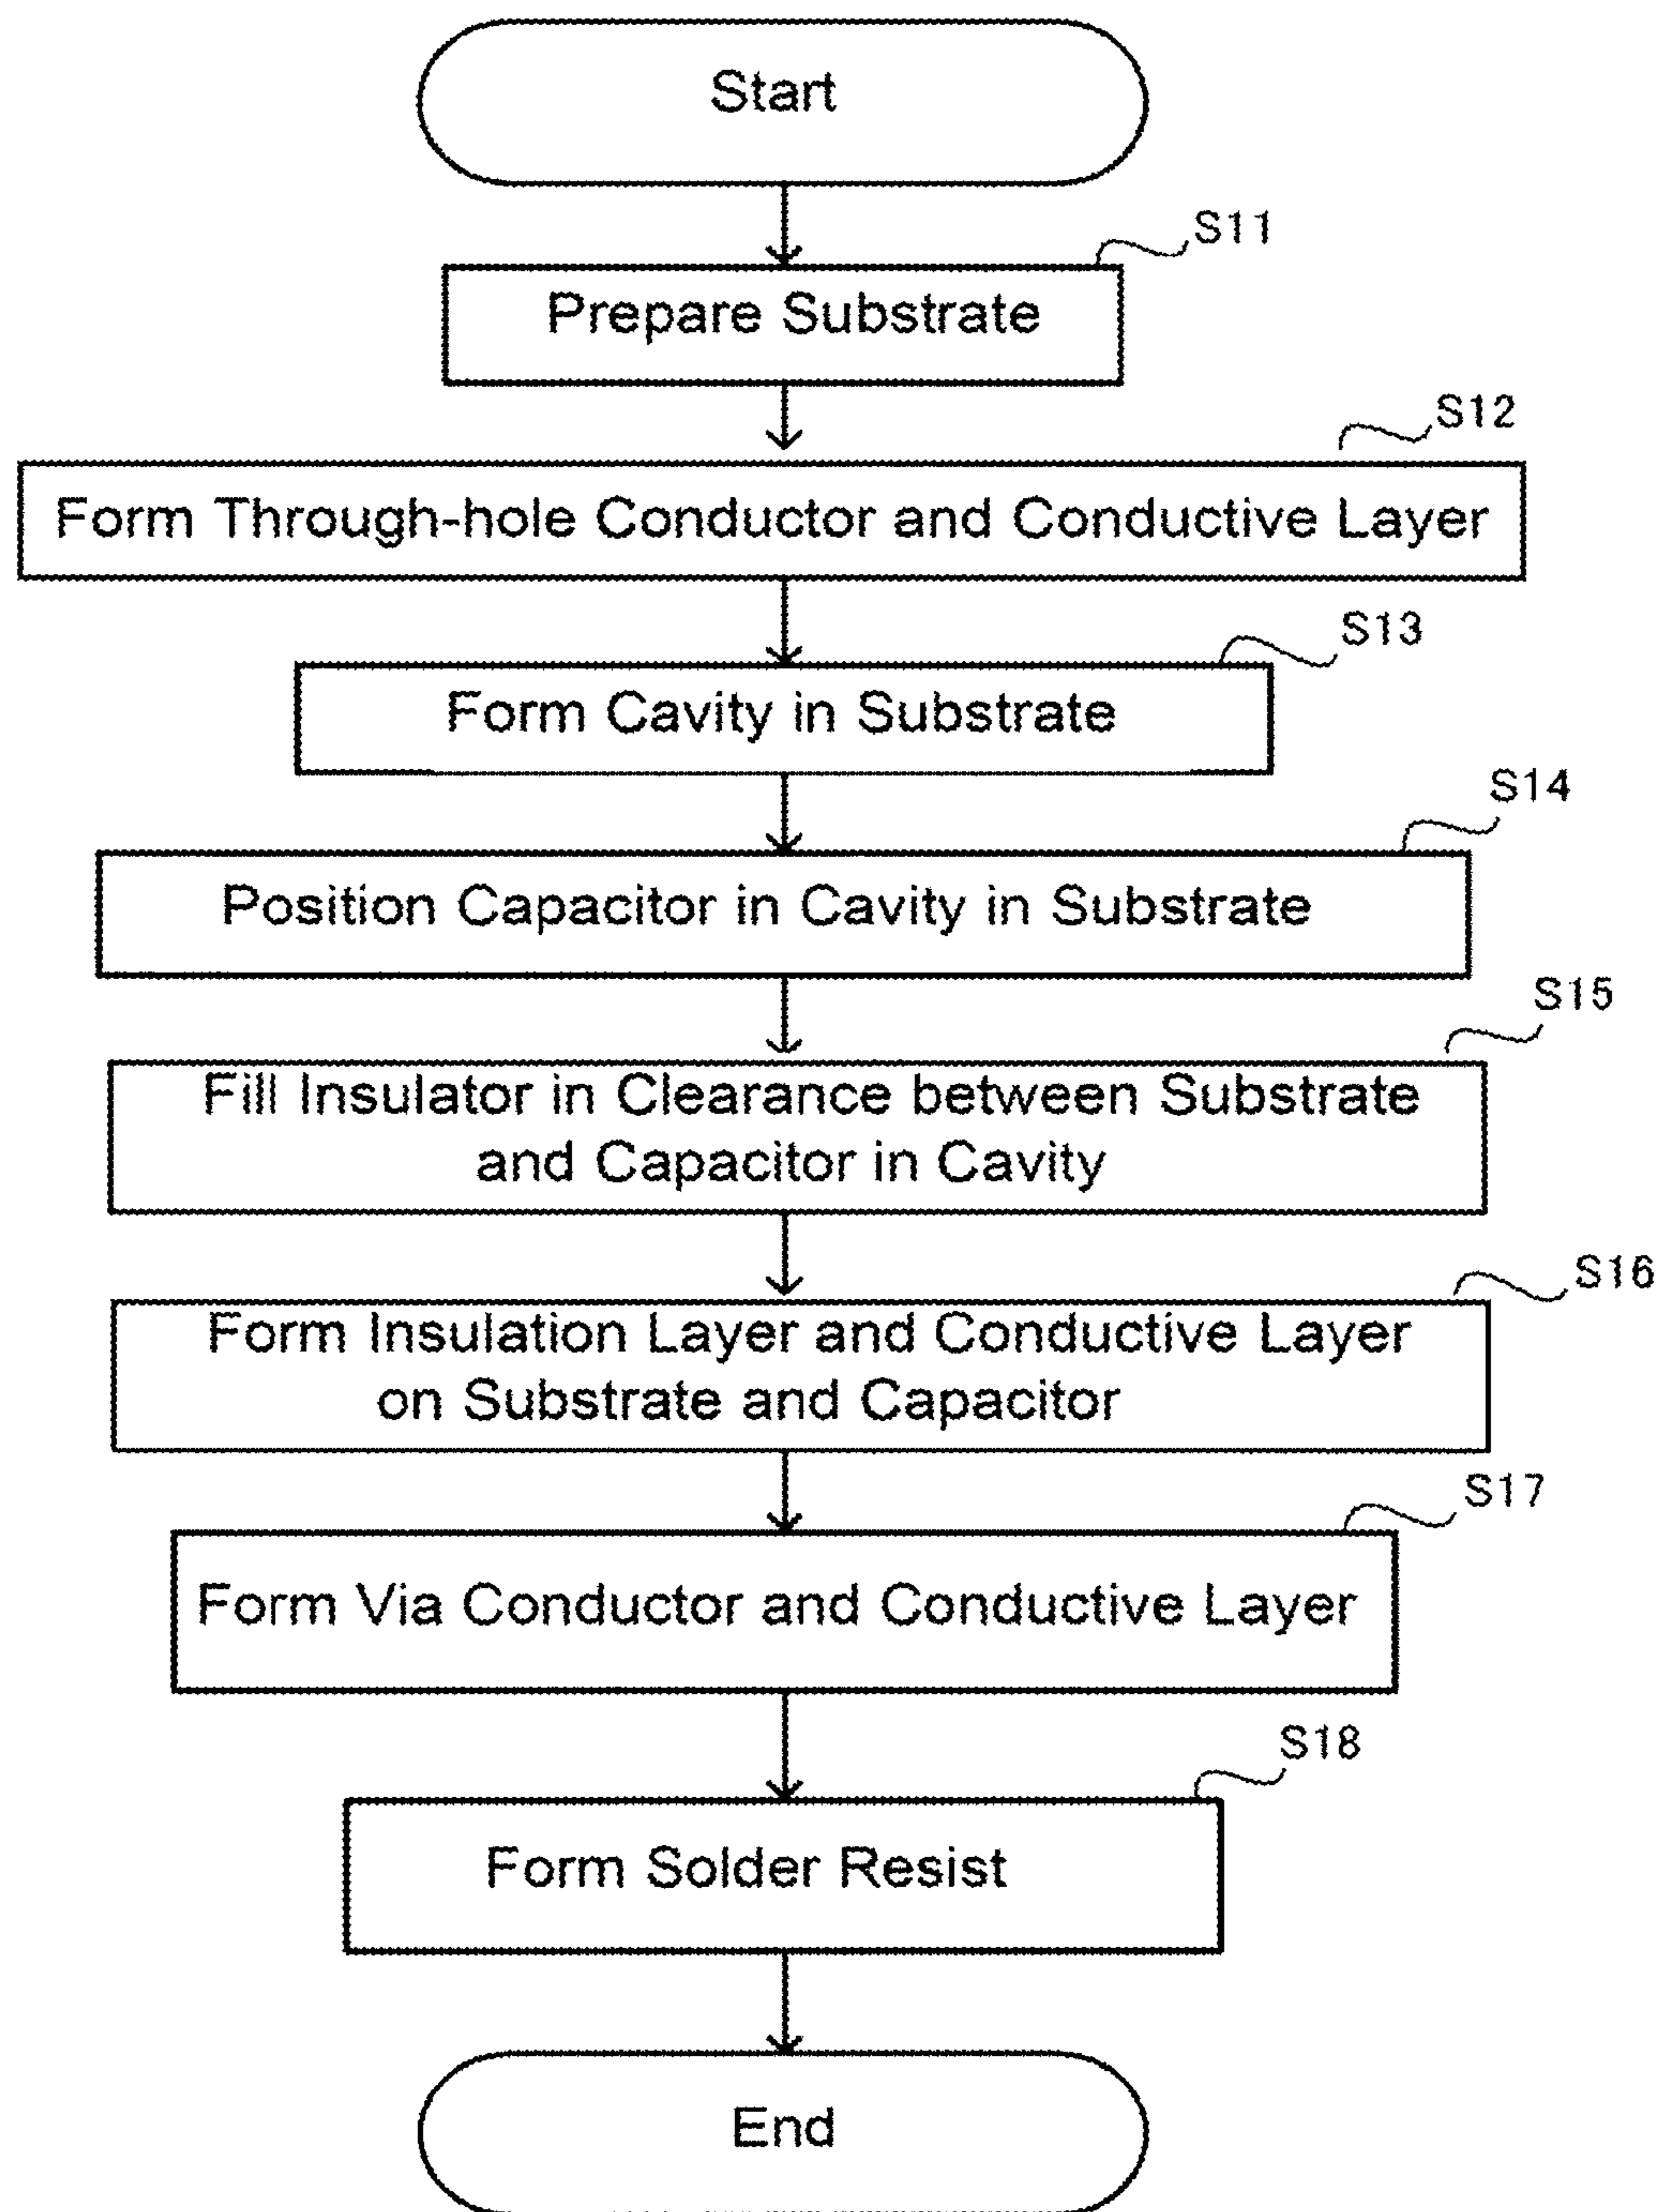 Start
S11
Prepare Substrate
S12
Form Through-hole Conductor and Conductive Layer
S13
Form Cavity in Substrate
S14
Position Capacitor in Cavity in Substrate
S15
Fill Insulator in Clearance between Substrate
and Capacitor in Cavity
S16
Form Insulation Layer and Conductive Layer
on Substrate and Capacitor
S17
Form Via Conductor and Conductive Layer
S18
Form Solder Resist
End